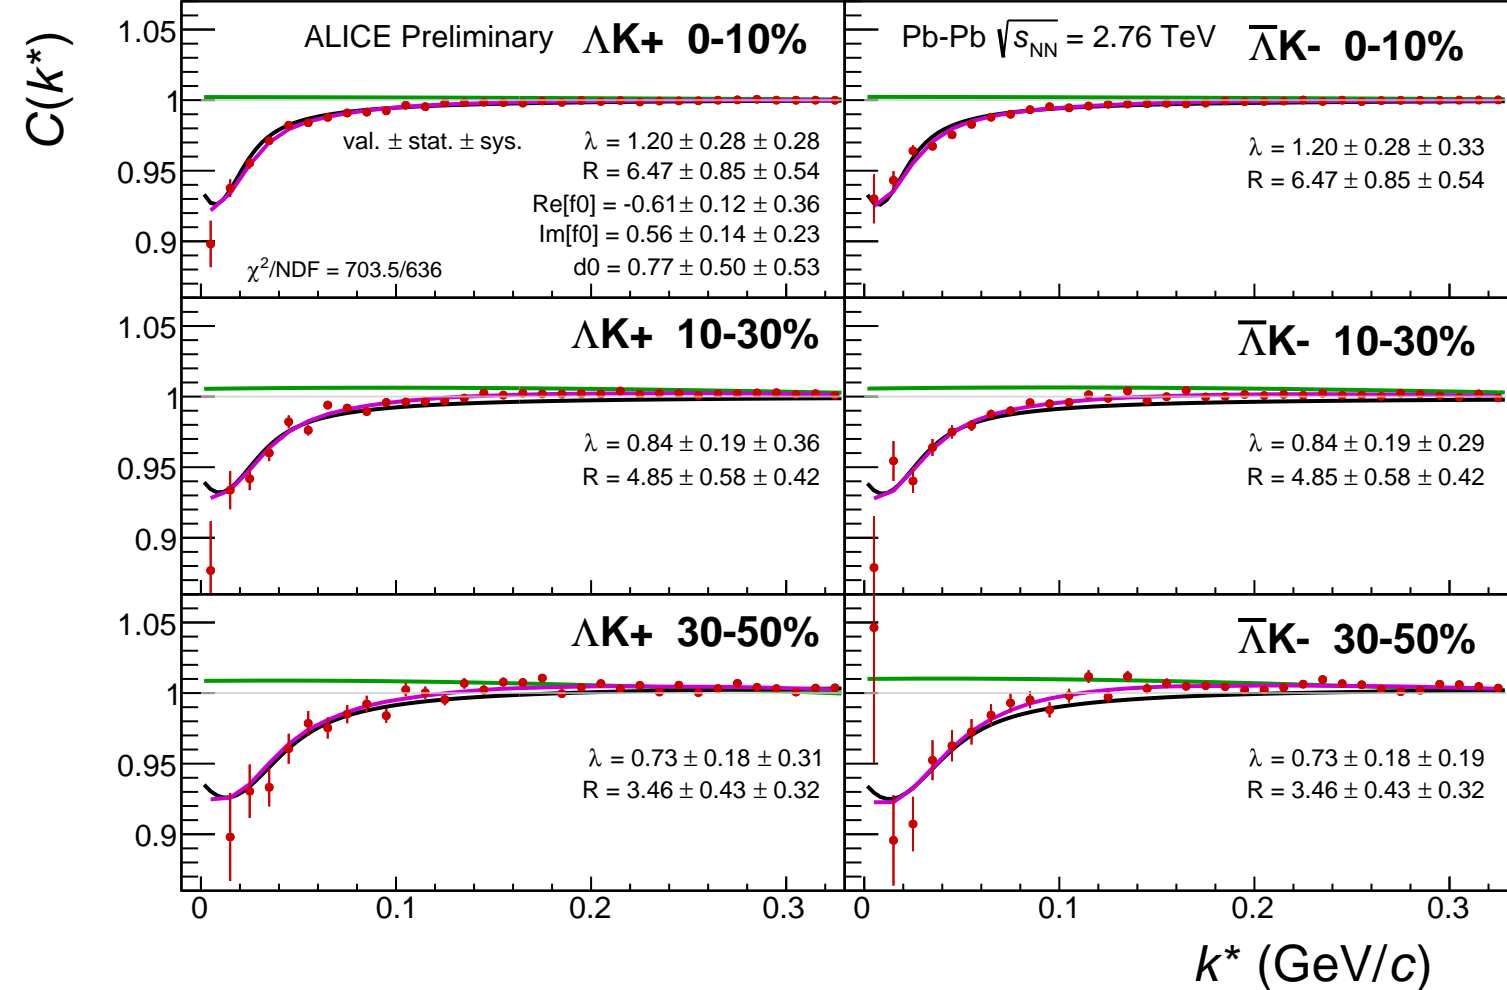 C(k*)
ALICE Preliminary ΛK+ 0-10%
1.05
1
0.95
0.9
val. ± stat. ± sys.
λ = 1.20 ± 0.28 ± 0.28
R = 6.47 ± 0.85 ± 0.54
Re[f0] = -0.61± 0.12 ± 0.36
Im[f0] = 0.56 ± 0.14 ± 0.23
d0 = 0.77 ± 0.50 ± 0.53
χ²/NDF = 703.5/636
Pb-Pb √s_NN = 2.76 TeV Λ̅K- 0-10%
λ = 1.20 ± 0.28 ± 0.33
R = 6.47 ± 0.85 ± 0.54
ΛK+ 10-30%
1.05
1
0.95
0.9
λ = 0.84 ± 0.19 ± 0.36
R = 4.85 ± 0.58 ± 0.42
Λ̅K- 10-30%
λ = 0.84 ± 0.19 ± 0.29
R = 4.85 ± 0.58 ± 0.42
ΛK+ 30-50%
1.05
1
0.95
0.9
λ = 0.73 ± 0.18 ± 0.31
R = 3.46 ± 0.43 ± 0.32
Λ̅K- 30-50%
λ = 0.73 ± 0.18 ± 0.19
R = 3.46 ± 0.43 ± 0.32
0 0.1 0.2 0.3
0 0.1 0.2 0.3
k* (GeV/c)